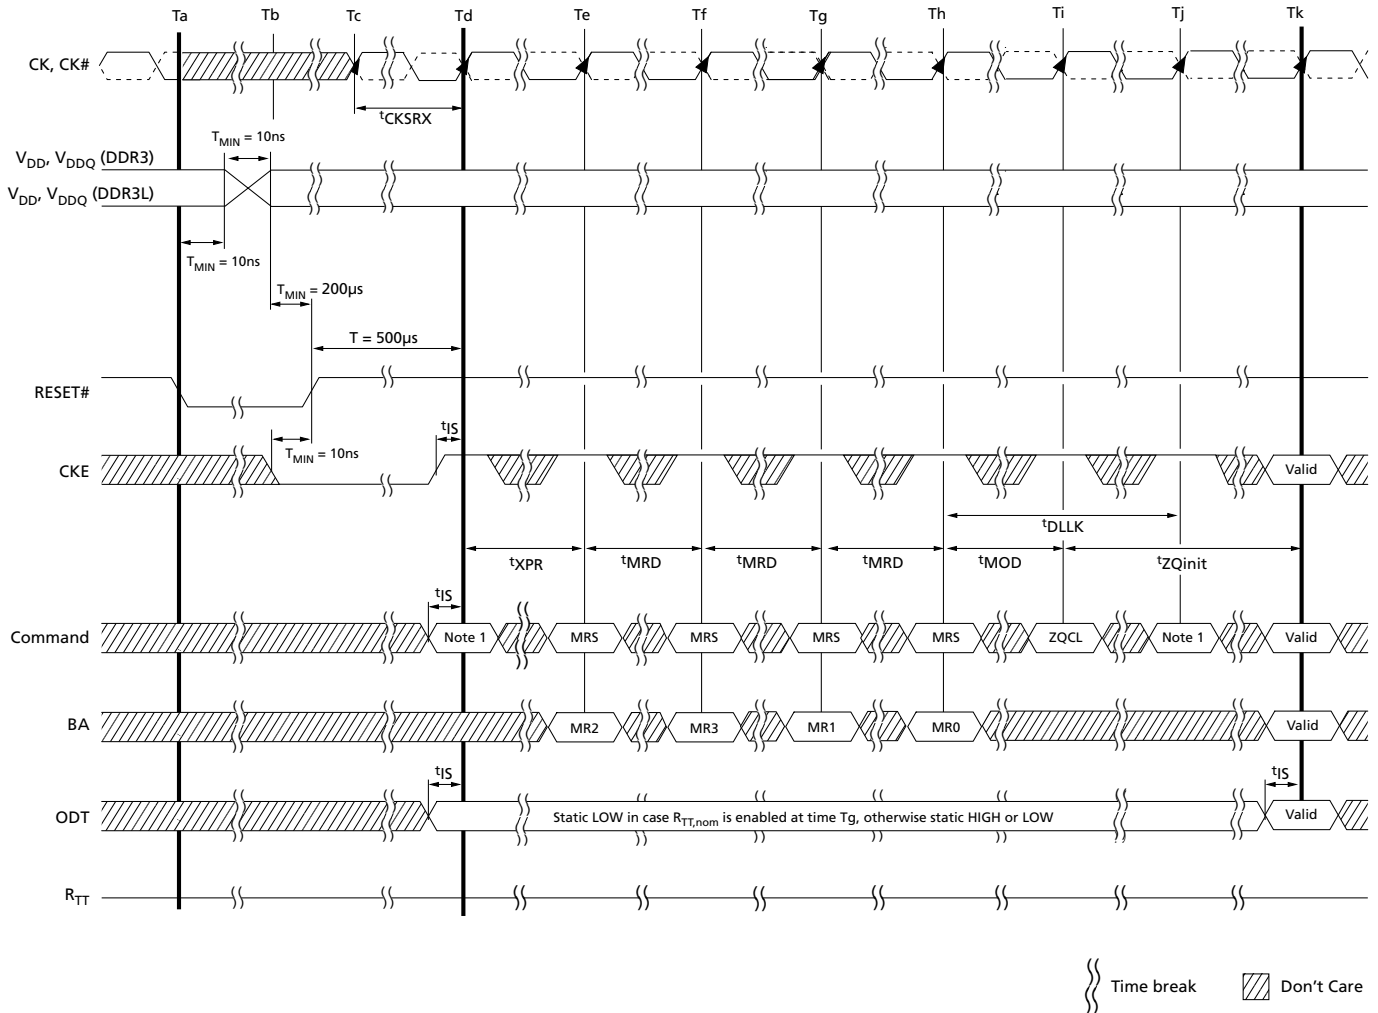 Ta Tb Tc Td Te Tf Tg Th Ti Tj Tk
CK, CK#
tCKSRX
TMIN = 10ns
VDD, VDDQ (DDR3)
VDD, VDDQ (DDR3L)
TMIN = 10ns
TMIN = 200µs
T = 500µs
RESET#
tIS
TMIN = 10ns
CKE
Valid
tDLLK
tXPR tMRD tMRD tMRD tMOD tZQinit
tIS
Command
Note 1 MRS MRS MRS MRS ZQCL Note 1 Valid
BA
MR2 MR3 MR1 MR0 Valid
tIS tIS
ODT
Static LOW in case RTT,nom is enabled at time Tg, otherwise static HIGH or LOW
Valid
RTT
Time break
Don't Care